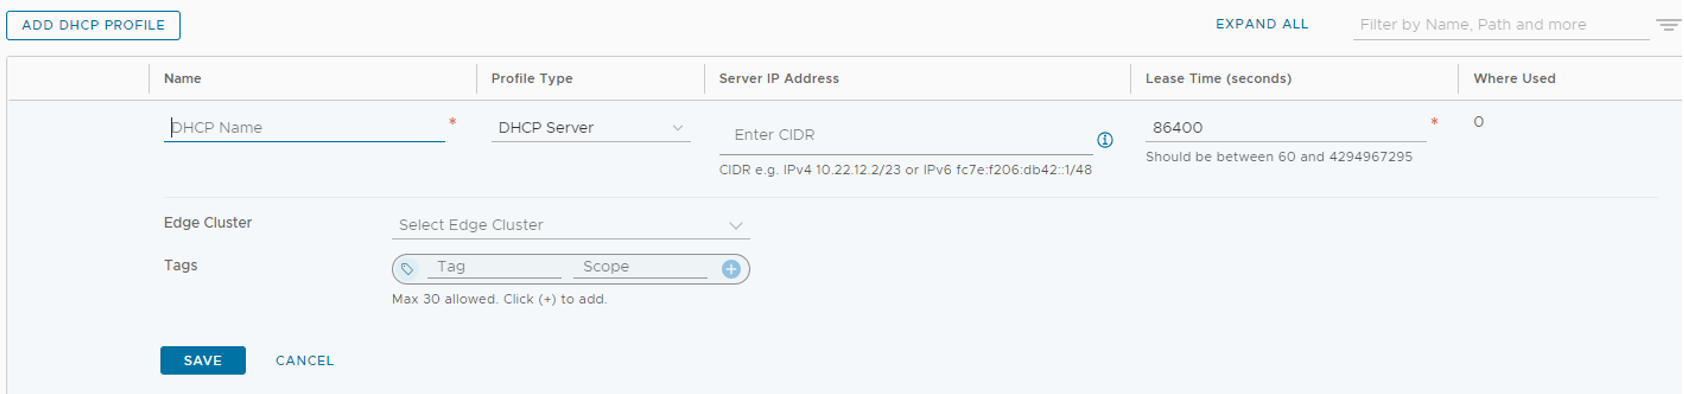 ADD DHCP PROFILE
EXPAND ALL
Filter by Name, Path and more
Name
Profile Type
Server IP Address
Lease Time (seconds)
Where Used
DHCP Name *
DHCP Server
Enter CIDR
86400 *
0
CIDR e.g. IPv4 10.22.12.2/23 or IPv6 fc7e:f206:db42::1/48
Should be between 60 and 4294967295
Edge Cluster
Select Edge Cluster
Tags
Tag
Scope
Max 30 allowed. Click (+) to add.
SAVE
CANCEL